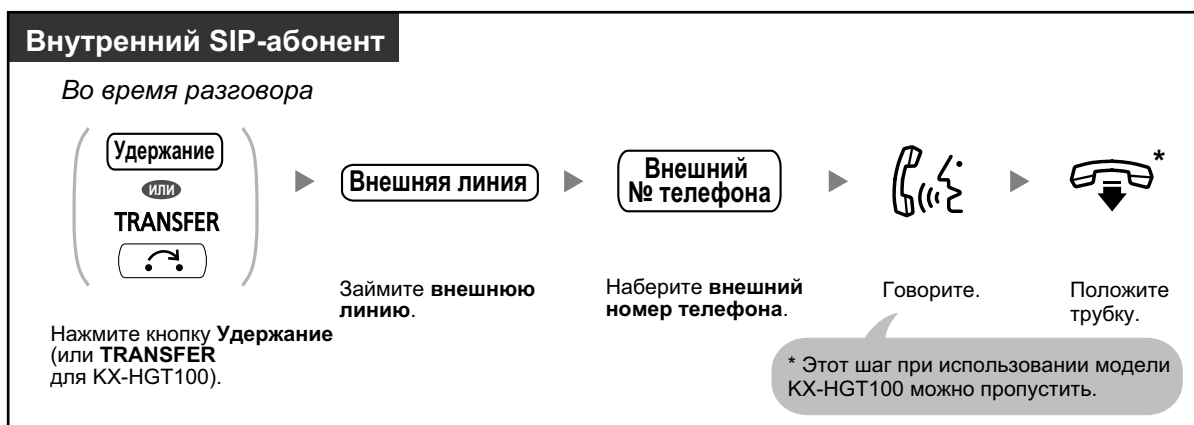 Внутренний SIP-абонент
Во время разговора
Удержание
или
TRANSFER
Нажмите кнопку Удержание
(или TRANSFER
для KX-HGT100).
Внешняя линия
Займите внешнюю
линию.
Внешний
№ телефона
Наберите внешний
номер телефона.
Говорите.
*
Положите
трубку.
* Этот шаг при использовании модели
KX-HGT100 можно пропустить.